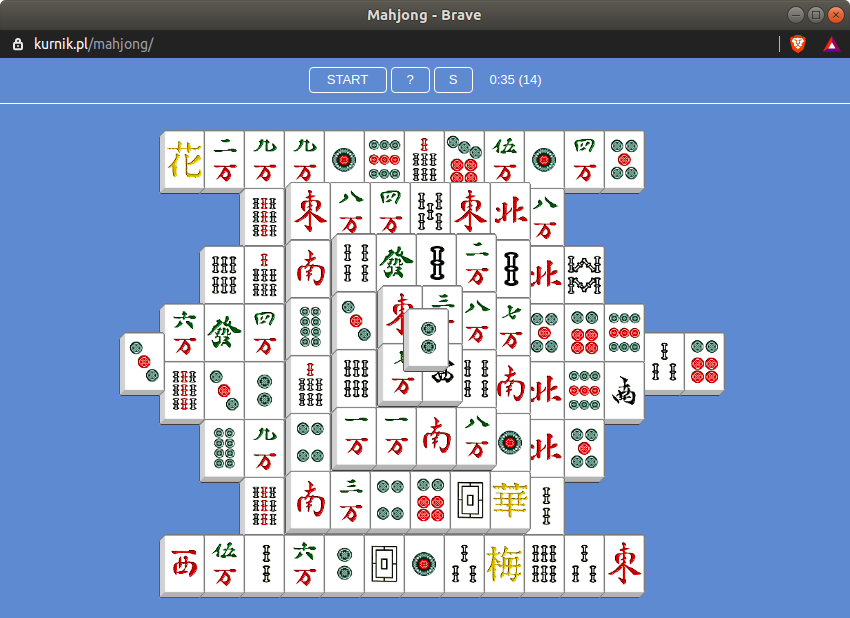 Mahjong - Brave
kurnik.pl/mahjong/
START ? S 0:35 (14)
花 二万 九万 九万 伍万 四万
東 八万 四万 東 北 八万
南 發 二万 北
六万 發 四万 東 三 八万 七万
万 南 北 南
九万 一万 一万 南 八万 北
南 三万 華
西 伍万 六万 梅 東